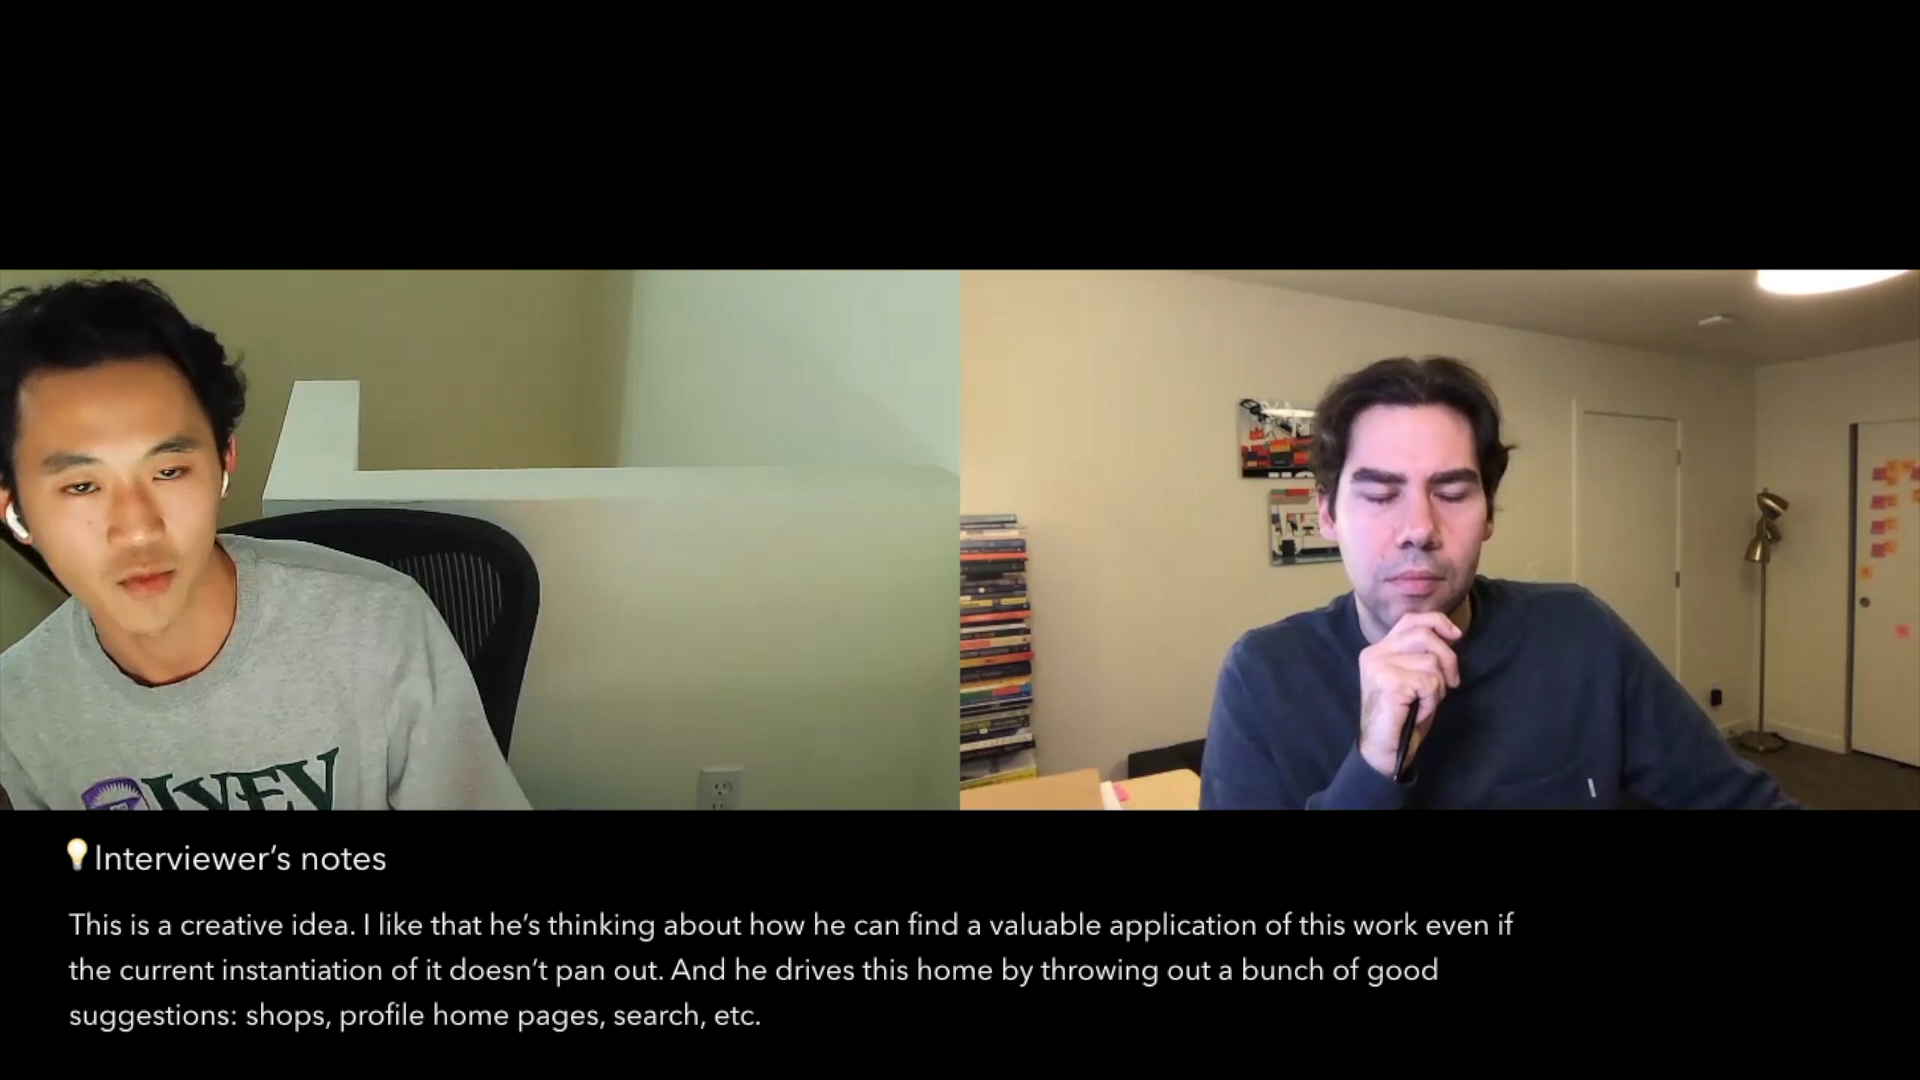 IVEY
Interviewer’s notes
This is a creative idea. I like that he’s thinking about how he can find a valuable application of this work even if
the current instantiation of it doesn’t pan out. And he drives this home by throwing out a bunch of good
suggestions: shops, profile home pages, search, etc.